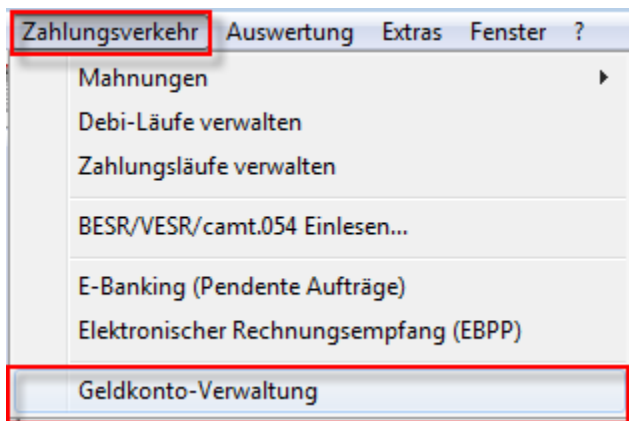 Zahlungsverkehr Auswertung Extras Fenster ?
Mahnungen
Debi-Läufe verwalten
Zahlungsläufe verwalten
BESR/VESR/camt.054 Einlesen...
E-Banking (Pendente Aufträge)
Elektronischer Rechnungsempfang (EBPP)
Geldkonto-Verwaltung